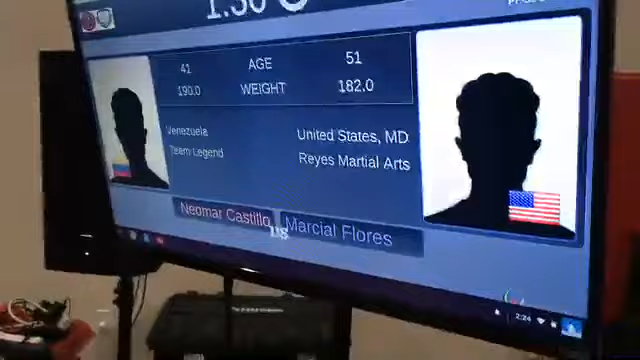 1:30
41 AGE 51
190.0 WEIGHT 182.0
Venezuela United States, MD
Team Legend Reyes Martial Arts
Neomar Castillo Marcial Flores
2:24